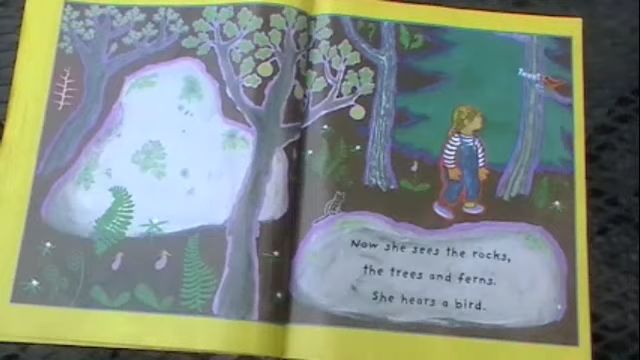 Tweet
Now she sees the rocks,
the trees and ferns.
She hears a bird.